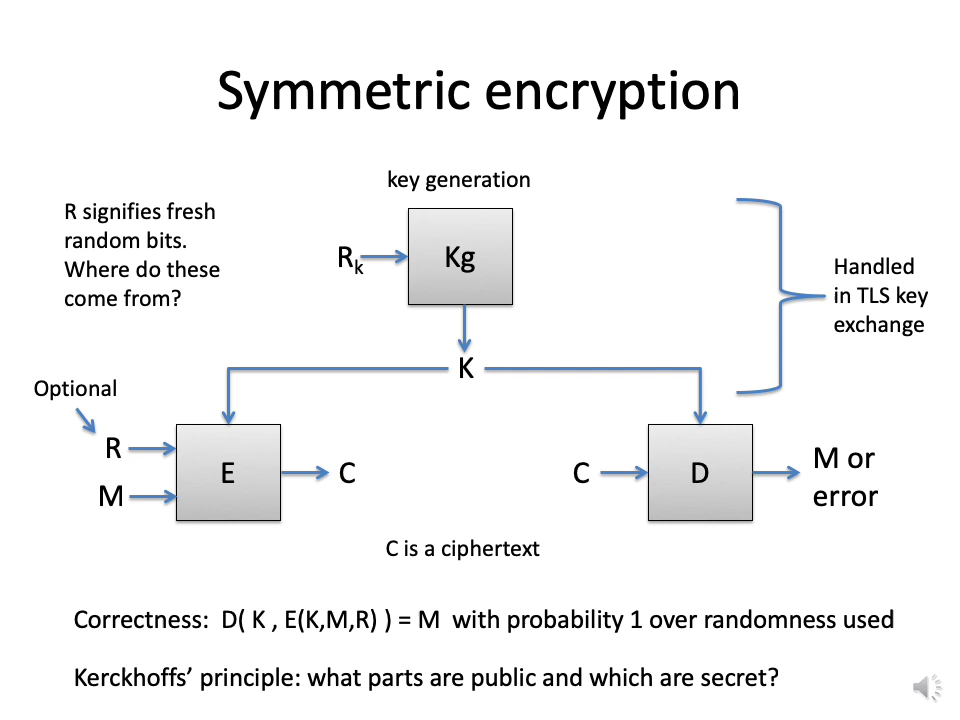 Symmetric encryption
key generation
R signifies fresh
random bits.
Where do these
come from?
Rk
Kg
Handled
in TLS key
exchange
K
Optional
R
M
E
C
C
D
M or
error
C is a ciphertext
Correctness: D( K , E(K,M,R) ) = M with probability 1 over randomness used
Kerckhoffs’ principle: what parts are public and which are secret?